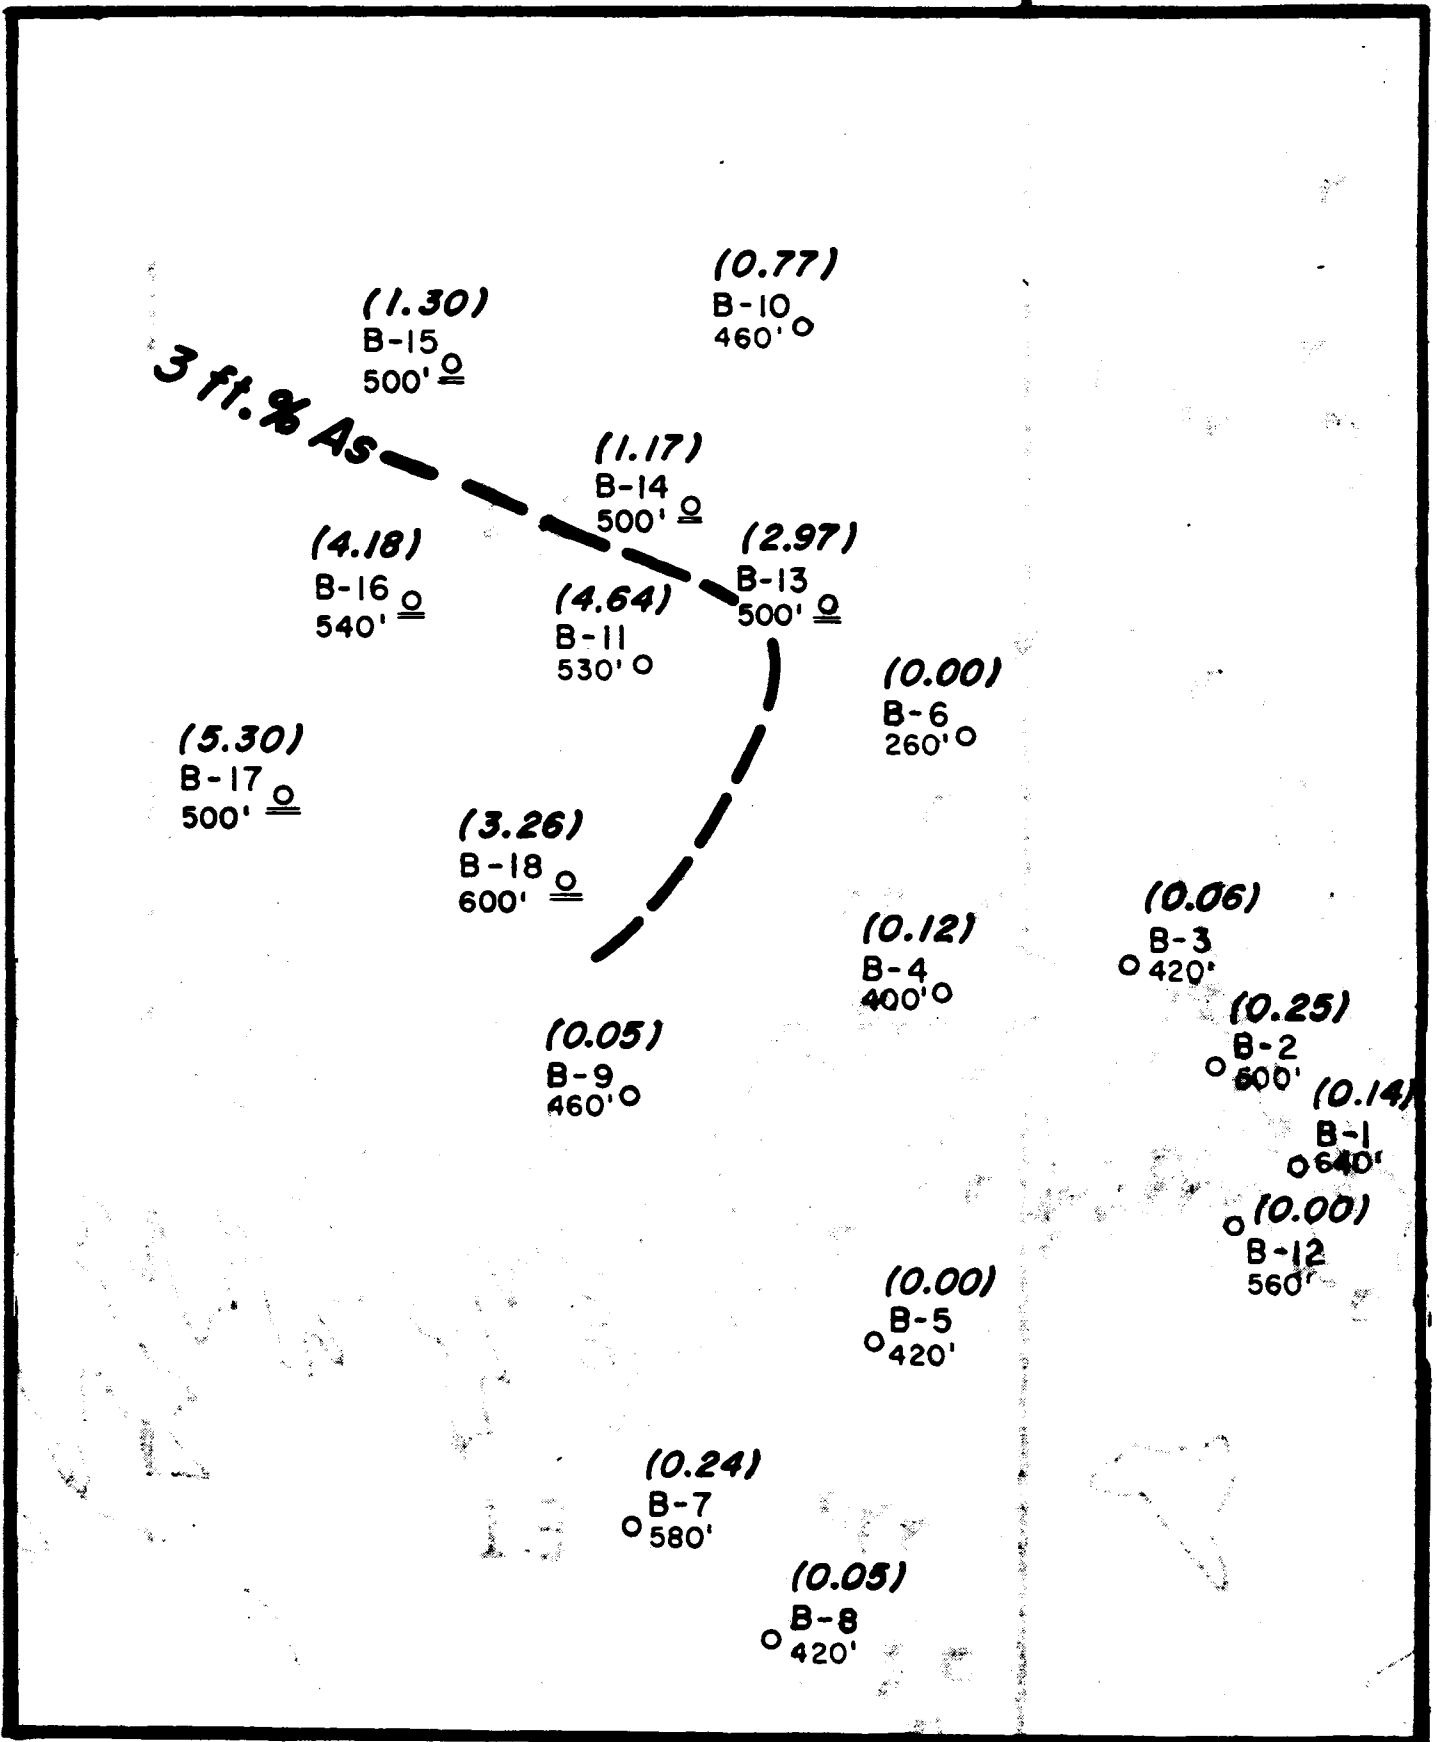 (0.77)
B-10
460'
(1.30)
B-15
500'
3 ft.% As
(1.17)
B-14
500'
(2.97)
B-13
500'
(4.18)
B-16
540'
(4.64)
B-11
530'
(0.00)
B-6
260'
(5.30)
B-17
500'
(3.26)
B-18
600'
(0.06)
B-3
420'
(0.12)
B-4
400'
(0.25)
B-2
600'
(0.05)
B-9
460'
(0.14)
B-1
640'
(0.00)
B-12
560'
(0.00)
B-5
420'
(0.24)
B-7
580'
(0.05)
B-8
420'